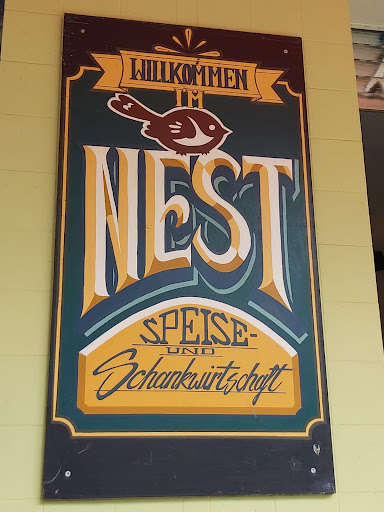 WILLKOMMEN
IM
NEST
SPEISE-
UND
Schankwirtschaft